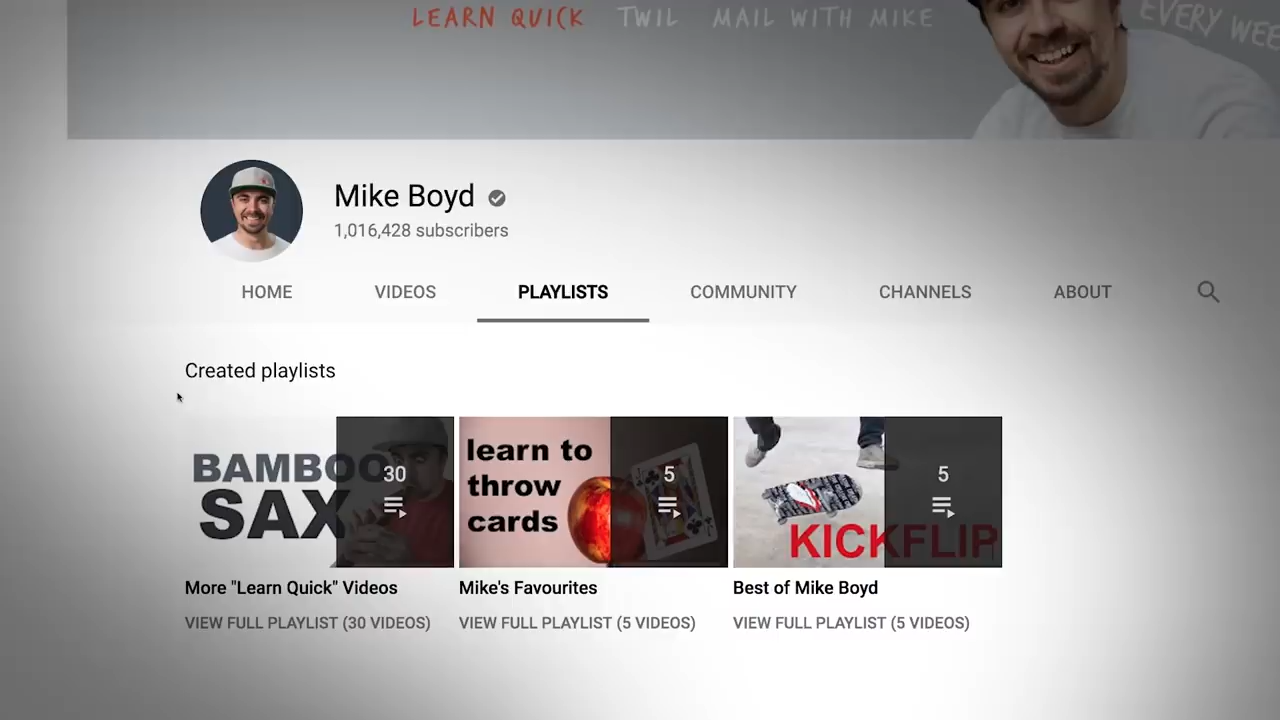 LEARN QUICK TWIL MAIL WITH MIKE
EVERY WEE
Mike Boyd
1,016,428 subscribers
HOME VIDEOS PLAYLISTS COMMUNITY CHANNELS ABOUT
Created playlists
BAMBOO
SAX
30
learn to
throw
cards
5
KICKFLIP
5
More "Learn Quick" Videos
VIEW FULL PLAYLIST (30 VIDEOS)
Mike's Favourites
VIEW FULL PLAYLIST (5 VIDEOS)
Best of Mike Boyd
VIEW FULL PLAYLIST (5 VIDEOS)